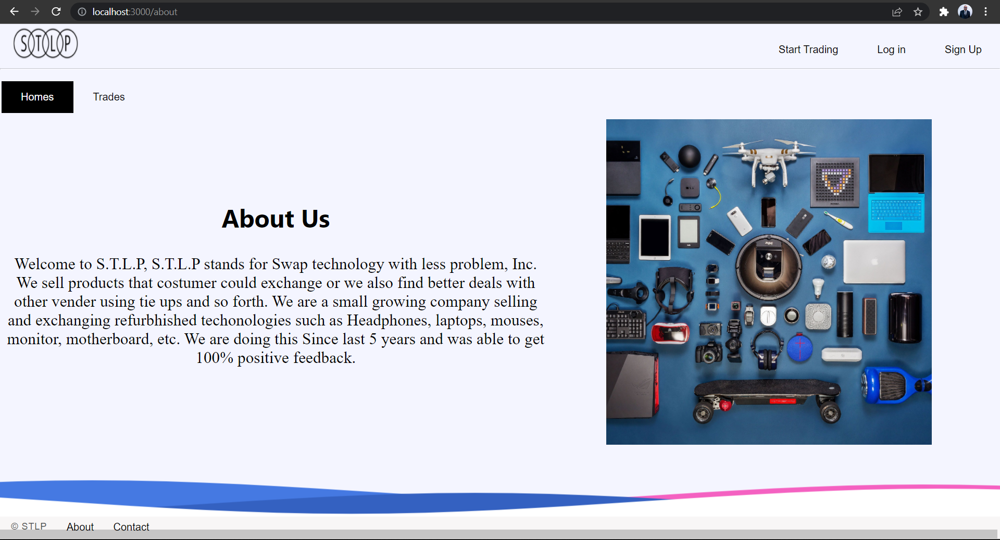 localhost:3000/about
STLP
Start Trading
Log in
Sign Up
Homes
Trades
About Us
Welcome to S.T.L.P, S.T.L.P stands for Swap technology with less problem, Inc.
We sell products that costumer could exchange or we also find better deals with
other vender using tie ups and so forth. We are a small growing company selling
and exchanging refurbhished techonologies such as Headphones, laptops, mouses,
monitor, motherboard, etc. We are doing this Since last 5 years and was able to get
100% positive feedback.
© STLP
About
Contact